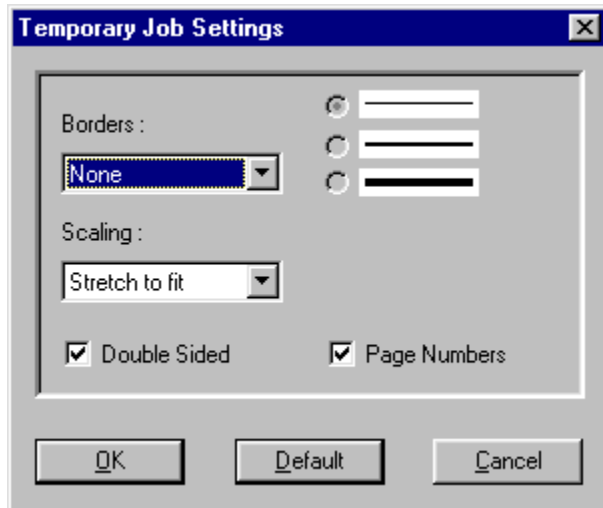 Temporary Job Settings
Borders :
None
Scaling :
Stretch to fit
Double Sided
Page Numbers
OK
Default
Cancel